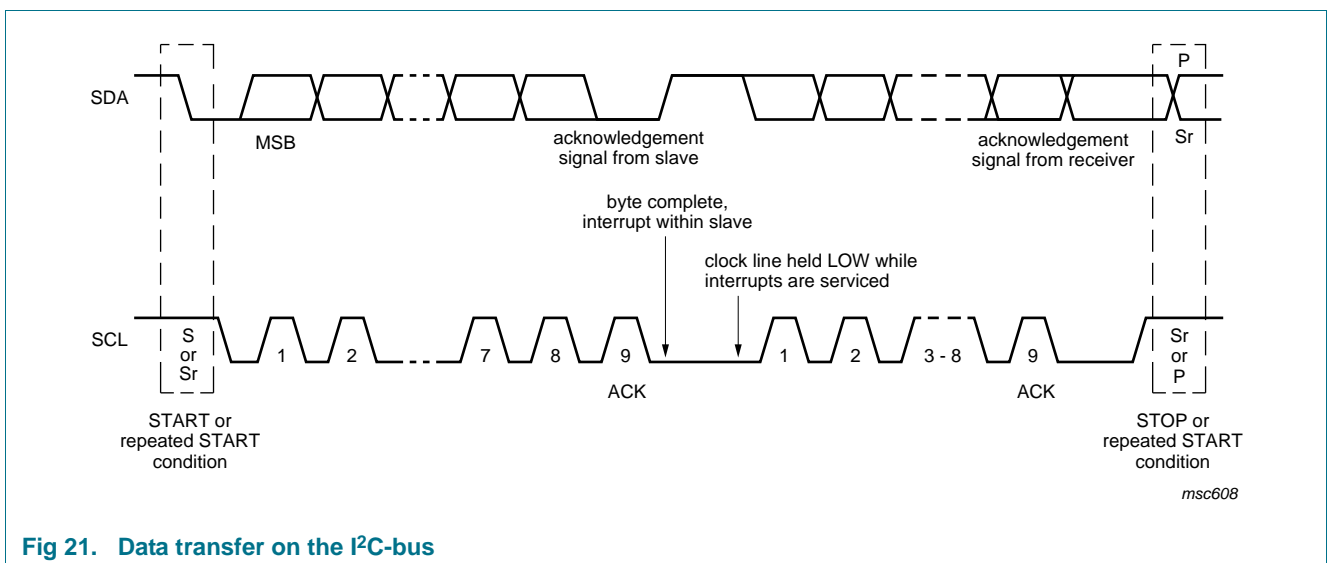 P
SDA
MSB
acknowledgement
signal from slave
acknowledgement
signal from receiver
Sr
byte complete,
interrupt within slave
clock line held LOW while
interrupts are serviced
SCL
S
or
Sr
1
2
7
8
9
1
2
3 - 8
9
Sr
or
P
ACK
ACK
START or
repeated START
condition
STOP or
repeated START
condition
msc608
Fig 21. Data transfer on the I²C-bus